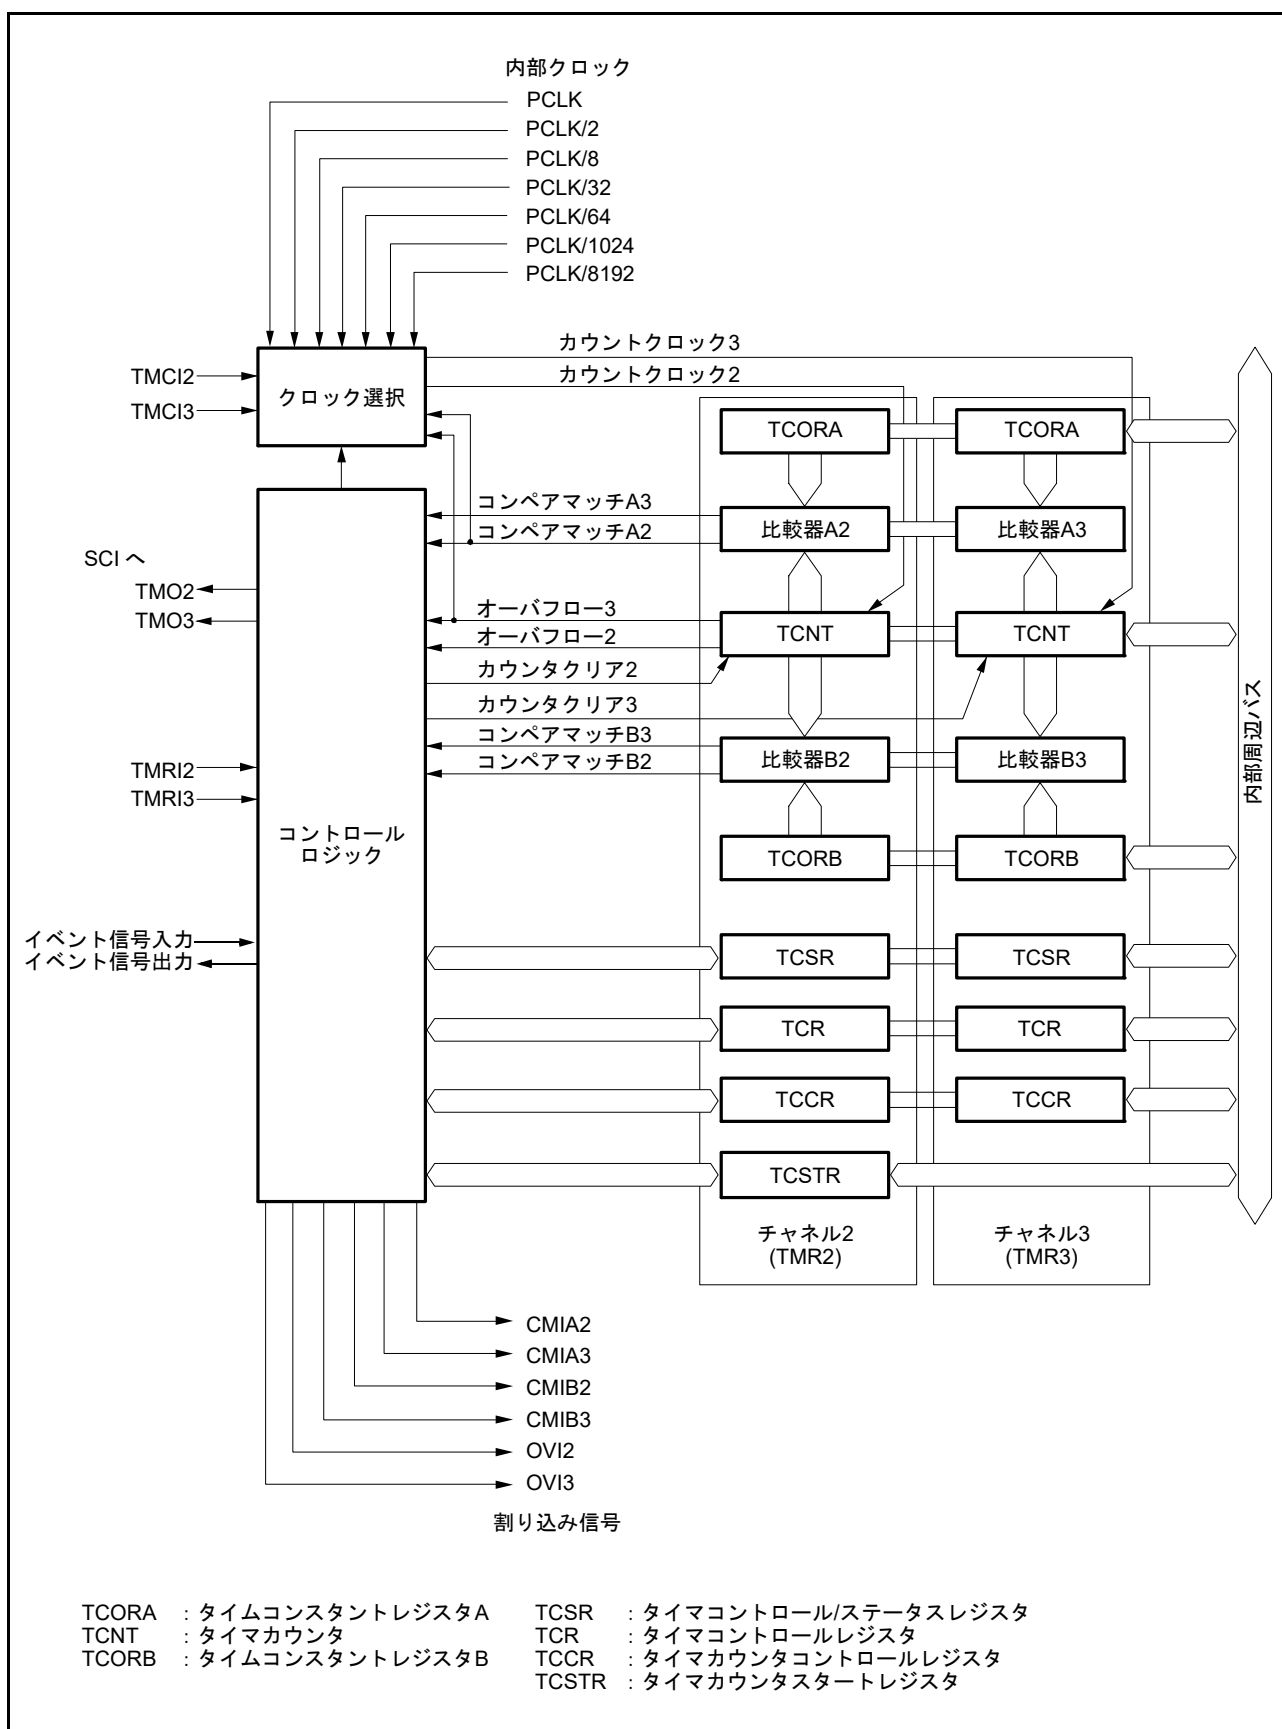 内部クロック
PCLK
PCLK/2
PCLK/8
PCLK/32
PCLK/64
PCLK/1024
PCLK/8192
カウントクロック3
カウントクロック2
TMCI2
TMCI3
クロック選択
TCORA
TCORA
コンペアマッチA3
コンペアマッチA2
比較器A2
比較器A3
SCI へ
TMO2
TMO3
オーバフロー3
オーバフロー2
TCNT
TCNT
カウンタクリア2
カウンタクリア3
コンペアマッチB3
コンペアマッチB2
比較器B2
比較器B3
内部周辺バス
TMRI2
TMRI3
コントロール
ロジック
TCORB
TCORB
イベント信号入力
イベント信号出力
TCSR
TCSR
TCR
TCR
TCCR
TCCR
TCSTR
チャネル2
(TMR2)
チャネル3
(TMR3)
CMIA2
CMIA3
CMIB2
CMIB3
OVI2
OVI3
割り込み信号
TCORA : タイムコンスタントレジスタA
TCNT : タイマカウンタ
TCORB : タイムコンスタントレジスタB
TCSR : タイマコントロール/ステータスレジスタ
TCR : タイマコントロールレジスタ
TCCR : タイマカウンタコントロールレジスタ
TCSTR : タイマカウンタスタートレジスタ